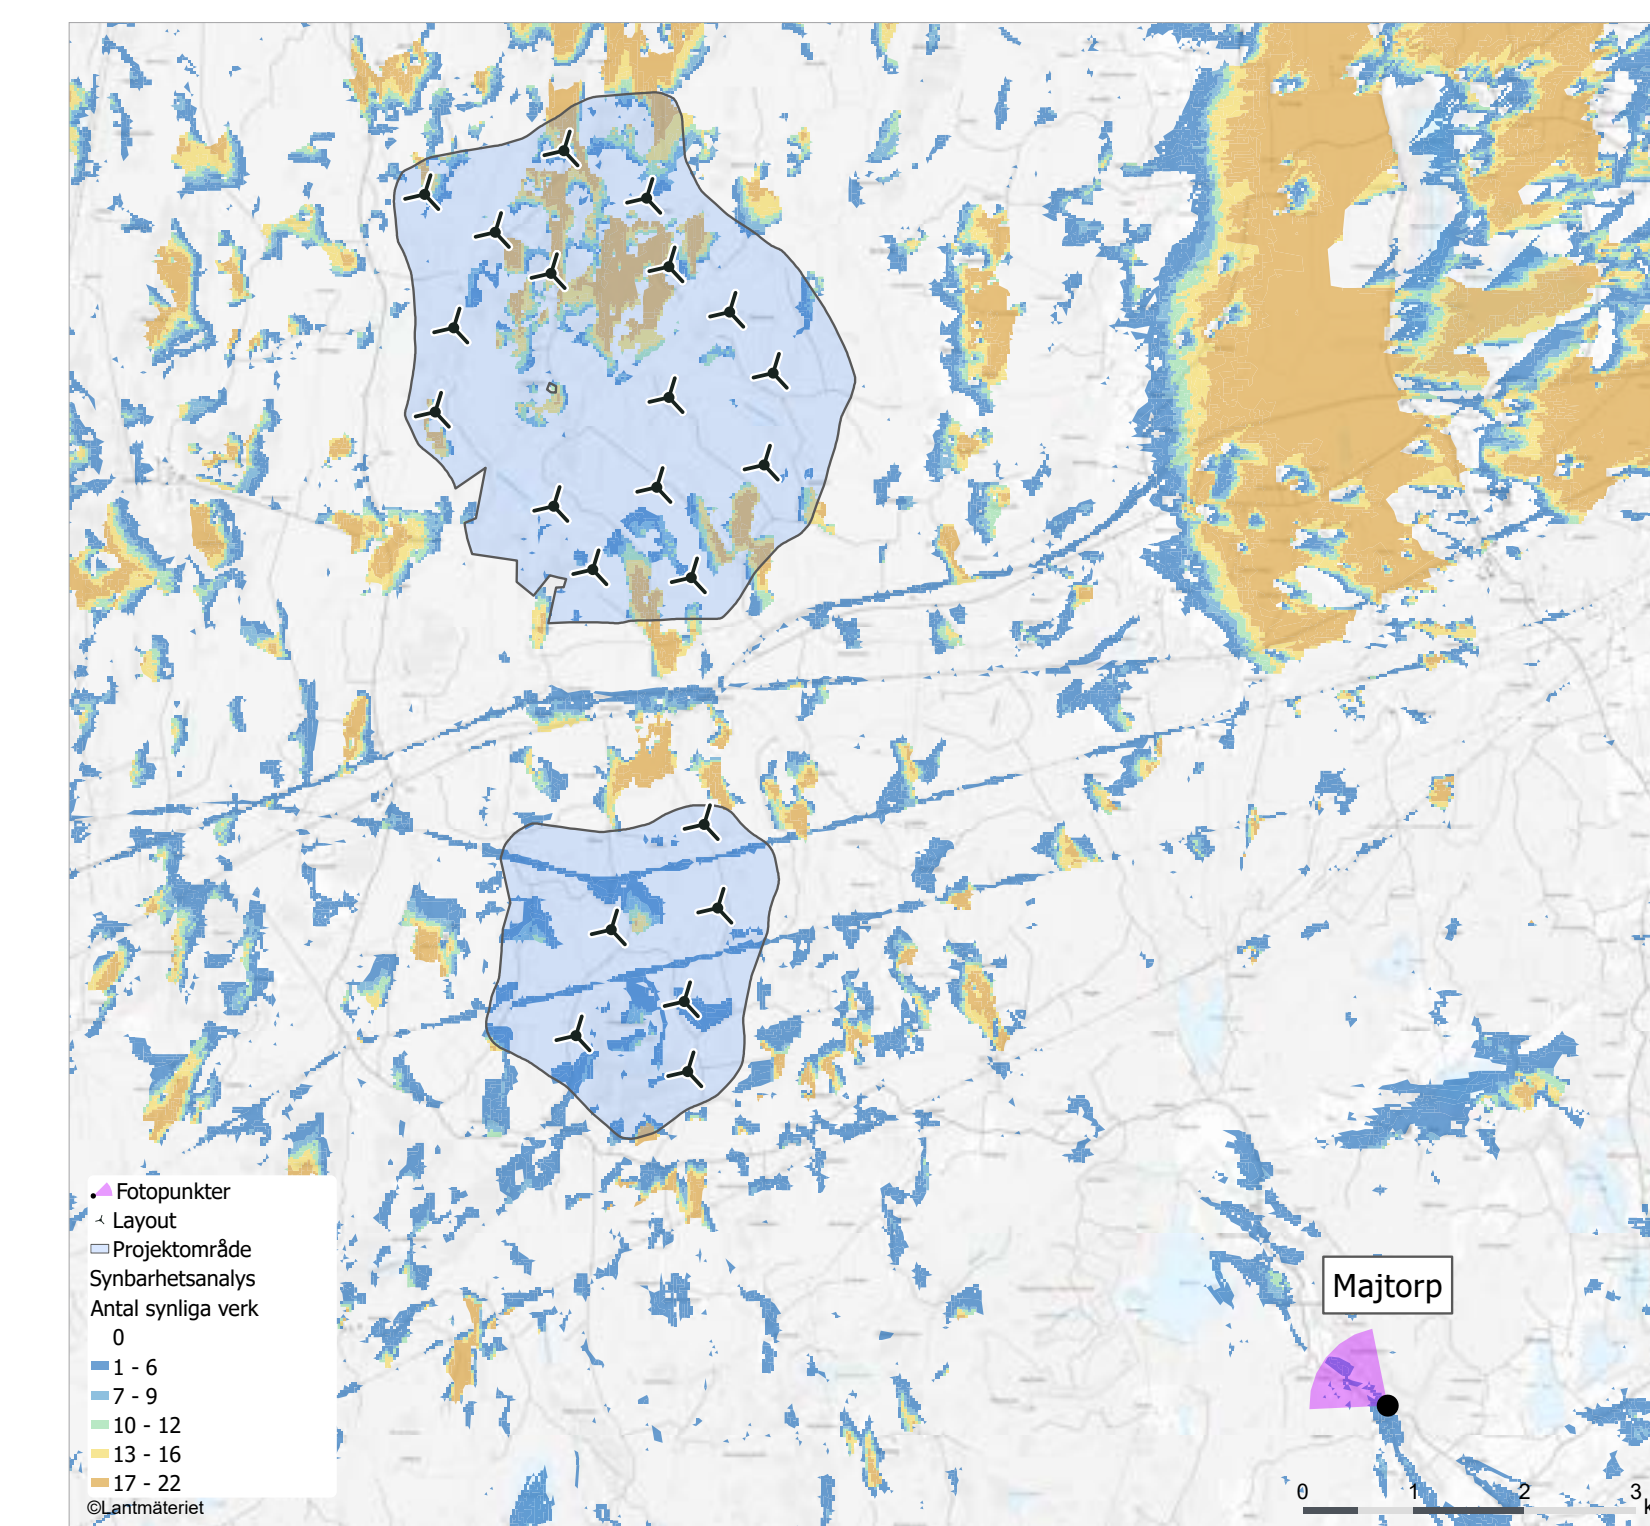 Fotopunkter
Layout
Projektområde
Synbarhetsanalys
Antal synliga verk
0
1 - 6
7 - 9
10 - 12
13 - 16
17 - 22
©Lantmäteriet
Majtorp
0 1 2 3
k